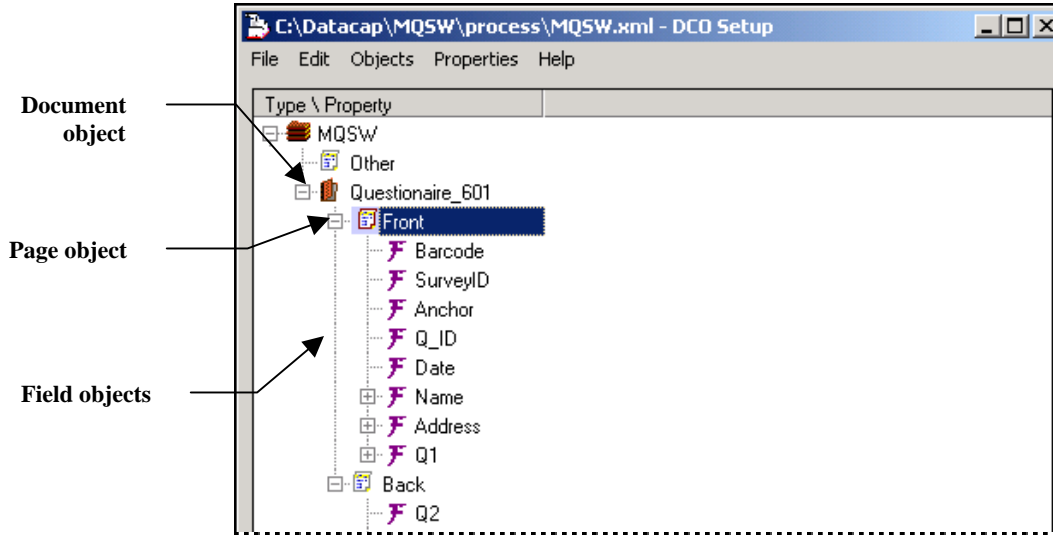 C:\Datacap\MQSW\process\MQSW.xml - DCO Setup
File Edit Objects Properties Help
Type \ Property
MQSW
Other
Questionaire_601
Front
Barcode
SurveyID
Anchor
Q_ID
Date
Name
Address
Q1
Back
Q2
Document
object
Page object
Field objects